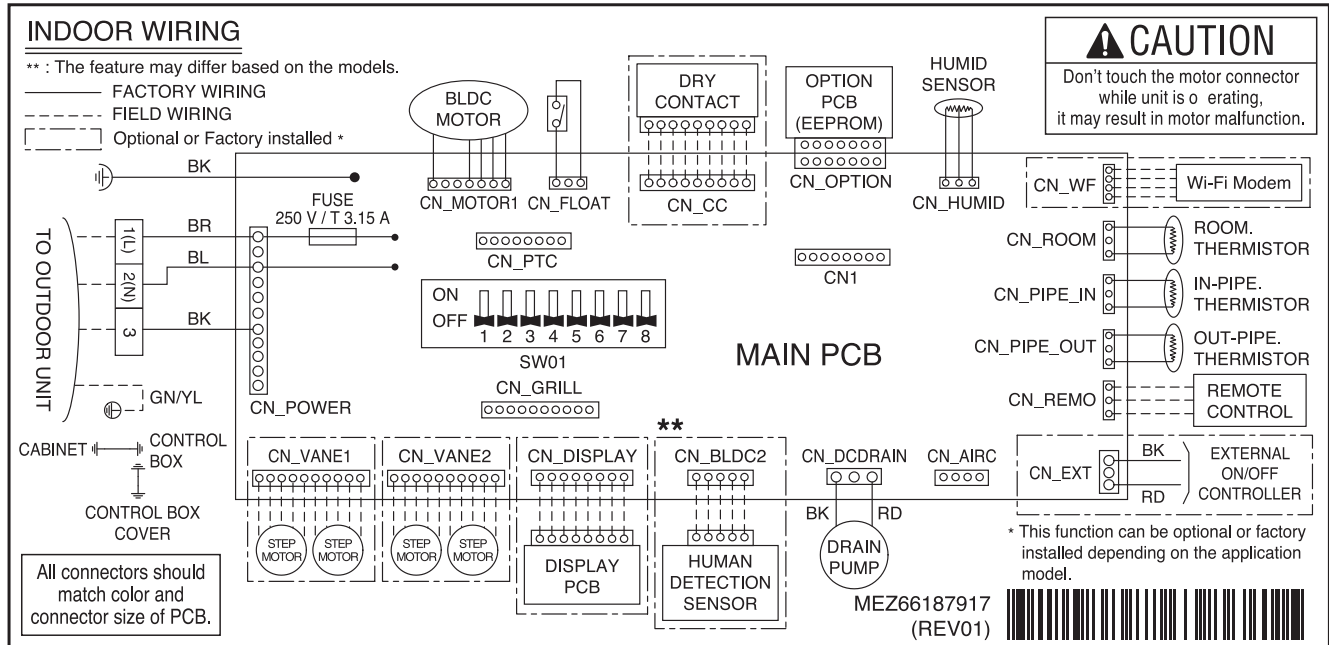 INDOOR WIRING
** : The feature may differ based on the models.
FACTORY WIRING
FIELD WIRING
Optional or Factory installed *
CAUTION
Don't touch the motor connector
while unit is o erating,
it may result in motor malfunction.
BLDC
MOTOR
CN_MOTOR1
CN_FLOAT
DRY
CONTACT
CN_CC
OPTION
PCB
(EEPROM)
CN_OPTION
HUMID
SENSOR
CN_HUMID
BK
FUSE
250 V / T 3.15 A
BR
BL
BK
1(L)
2(N)
3
TO OUTDOOR UNIT
GN/YL
CN_POWER
CABINET
CONTROL
BOX
CONTROL BOX
COVER
CN_PTC
CN1
ON
OFF
1 2 3 4 5 6 7 8
SW01
CN_GRILL
MAIN PCB
CN_WF
Wi-Fi Modem
CN_ROOM
ROOM.
THERMISTOR
CN_PIPE_IN
IN-PIPE.
THERMISTOR
CN_PIPE_OUT
OUT-PIPE.
THERMISTOR
CN_REMO
REMOTE
CONTROL
CN_EXT
BK
RD
EXTERNAL
ON/OFF
CONTROLLER
CN_VANE1
STEP
MOTOR
STEP
MOTOR
CN_VANE2
STEP
MOTOR
STEP
MOTOR
CN_DISPLAY
DISPLAY
PCB
**
CN_BLDC2
HUMAN
DETECTION
SENSOR
CN_DCDRAIN
BK
RD
DRAIN
PUMP
CN_AIRC
* This function can be optional or factory
installed depending on the application
model.
All connectors should
match color and
connector size of PCB.
MEZ66187917
(REV01)